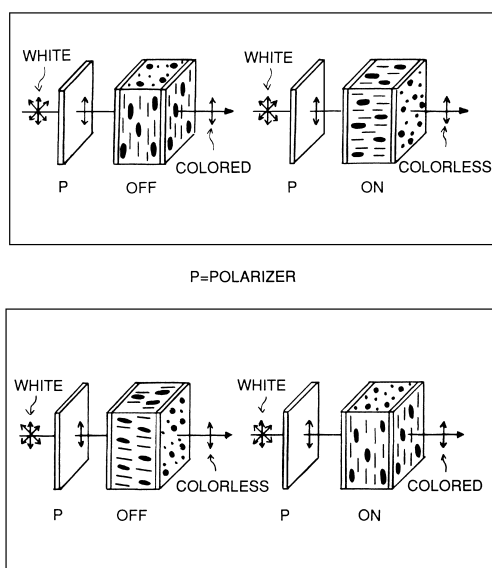 WHITE
WHITE
COLORED
COLORLESS
P
OFF
P
ON
P=POLARIZER
WHITE
WHITE
COLORLESS
COLORED
P
OFF
P
ON